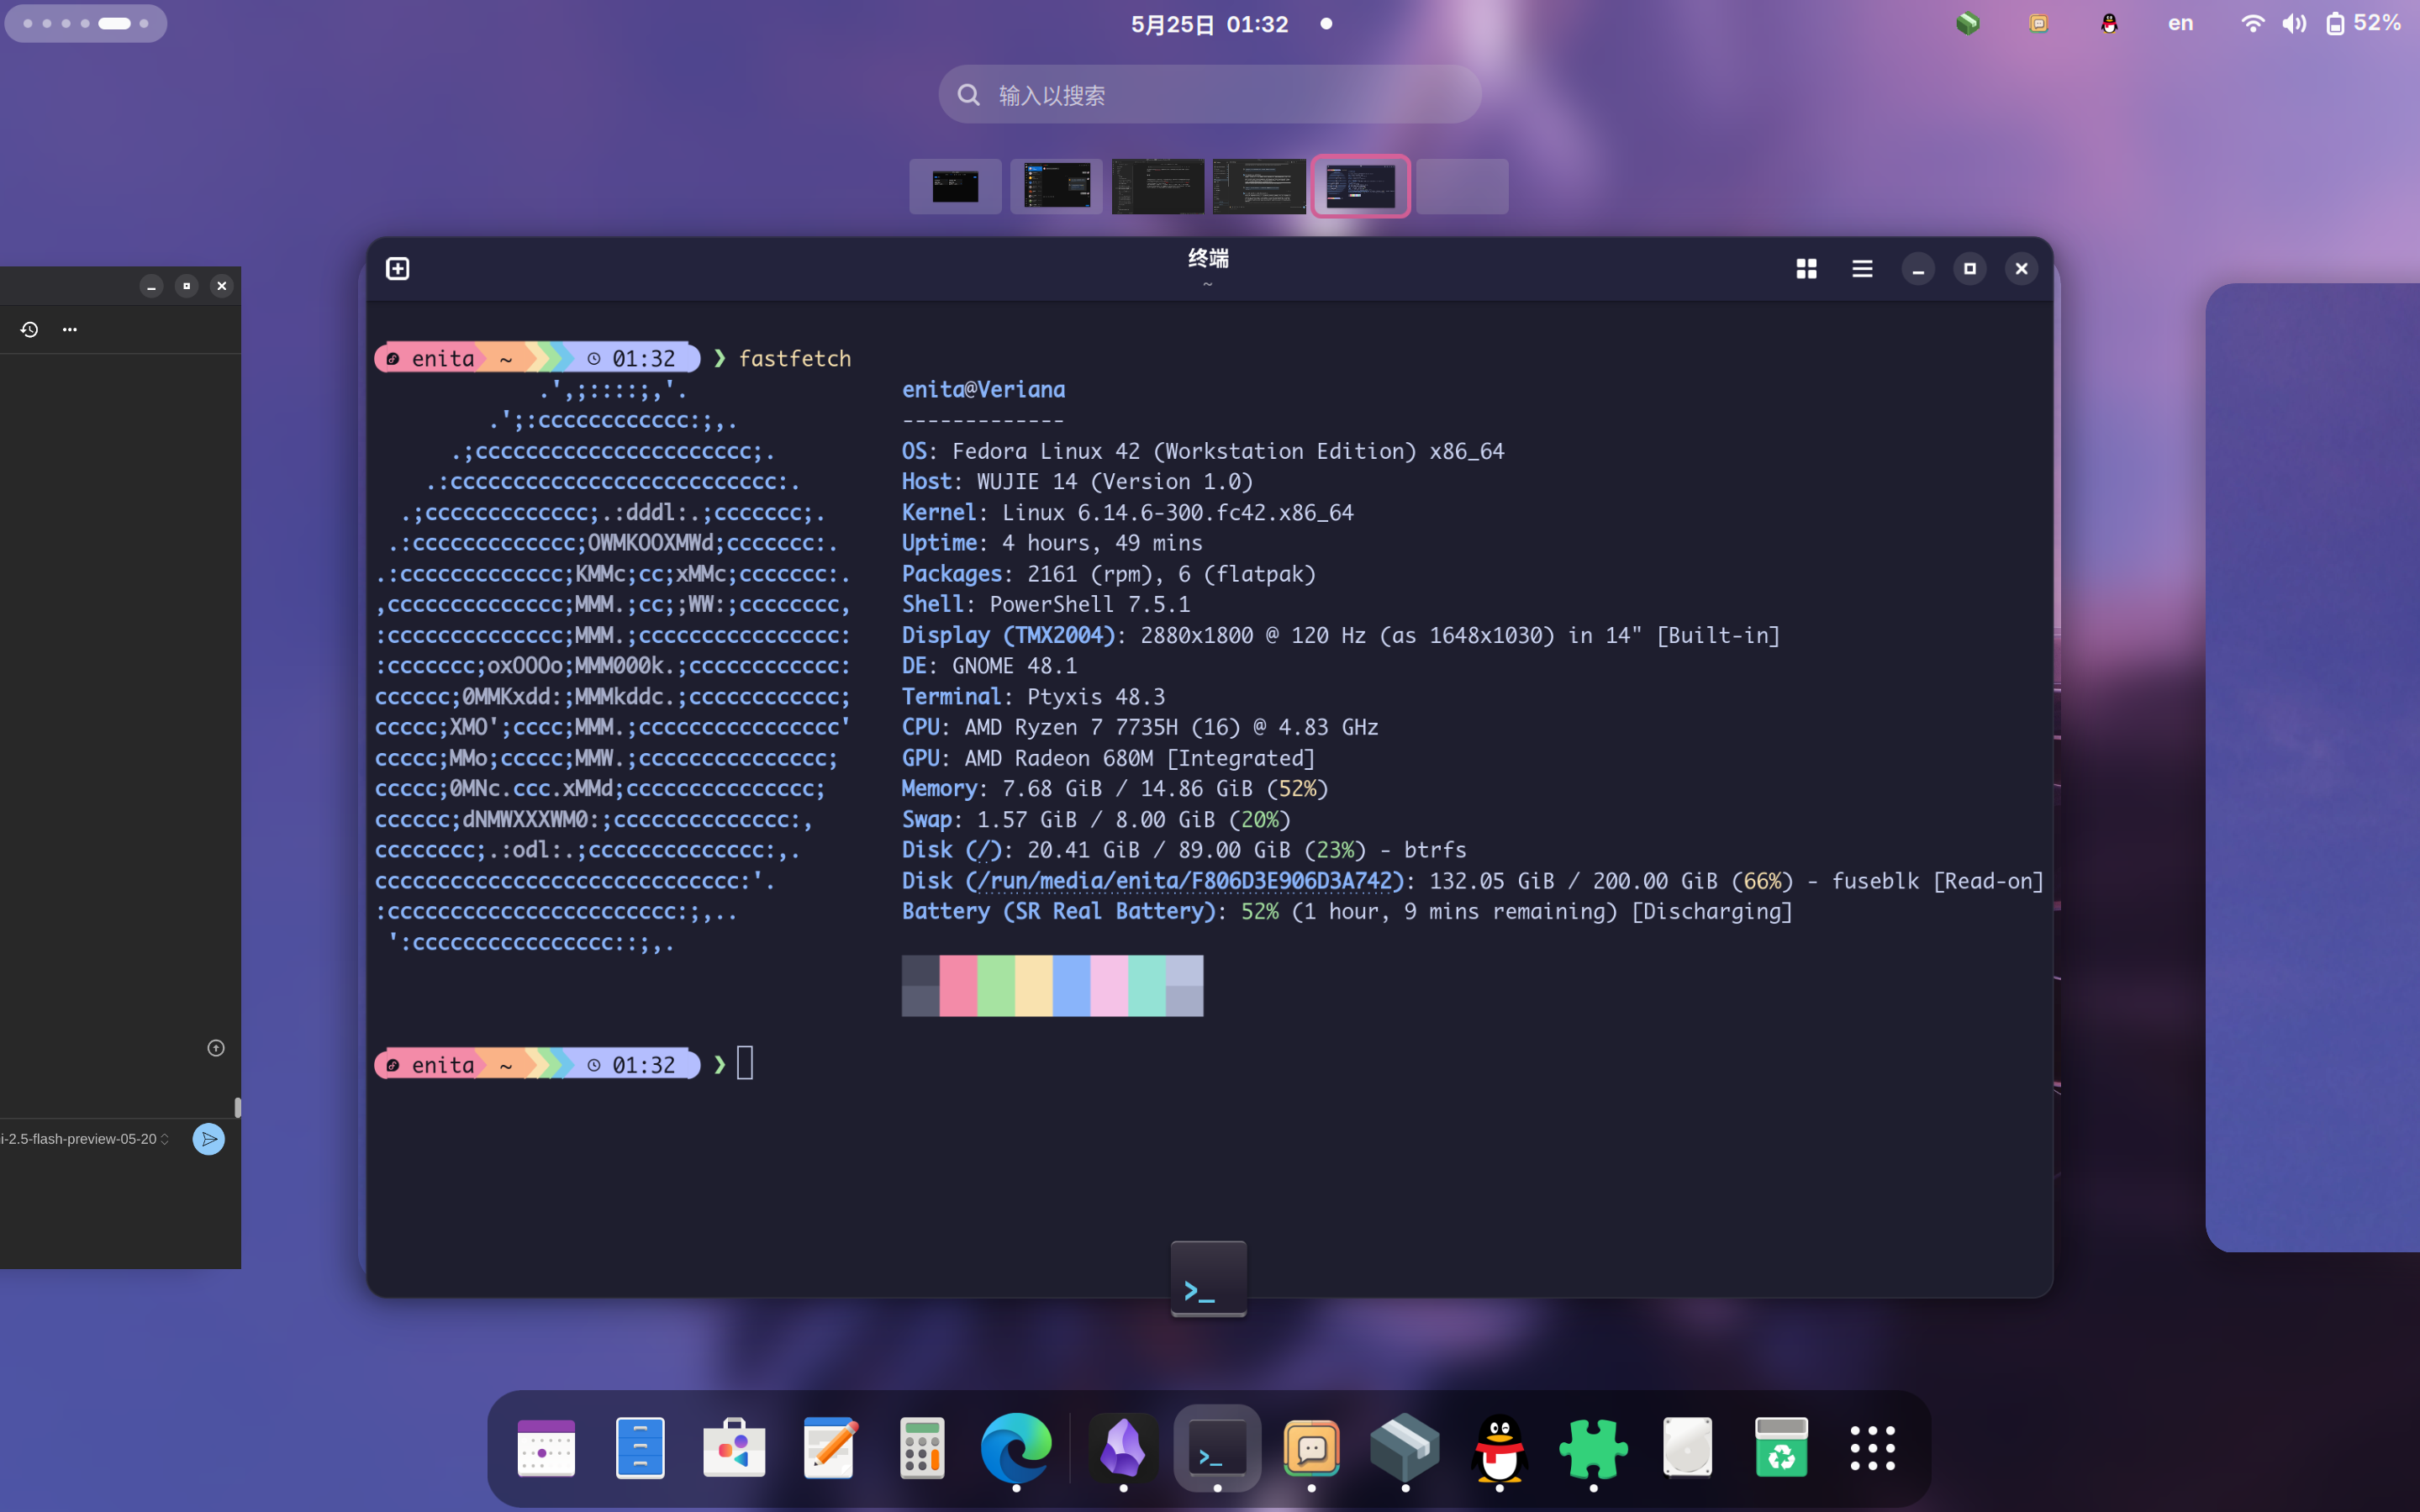 5月25日 01:32
en
52%
输入以搜索
终端
~
enita ~ 01:32 ❯ fastfetch
.',;::::;,'.
.';:cccccccccccc:;,.
.;cccccccccccccccccccccc;.
.:cccccccccccccccccccccccccc:.
.;ccccccccccccc;.:dddl:.;ccccccc;.
.:ccccccccccccc;OWMKOOXMWd;ccccccc:.
.:ccccccccccccc;KMMc;cc;xMMc;ccccccc:.
,cccccccccccccc;MMM.;cc;;WW:;cccccccc,
:cccccccccccccc;MMM.;cccccccccccccccc:
:ccccccc;oxOOOo;MMM000k.;cccccccccccc:
cccccc;0MMKxdd:;MMMkddc.;cccccccccccc;
ccccc;XMO';cccc;MMM.;cccccccccccccccc'
ccccc;MMo;ccccc;MMW.;ccccccccccccccc;
ccccc;0MNc.ccc.xMMd;ccccccccccccccc;
cccccc;dNMWXXXWM0:;cccccccccccccc:,
cccccccc;.:odl:.;cccccccccccccc:,.
ccccccccccccccccccccccccccccc:'.
:ccccccccccccccccccccccc:;,..
':cccccccccccccccc::;,.
enita@Veriana
-------------
OS: Fedora Linux 42 (Workstation Edition) x86_64
Host: WUJIE 14 (Version 1.0)
Kernel: Linux 6.14.6-300.fc42.x86_64
Uptime: 4 hours, 49 mins
Packages: 2161 (rpm), 6 (flatpak)
Shell: PowerShell 7.5.1
Display (TMX2004): 2880x1800 @ 120 Hz (as 1648x1030) in 14" [Built-in]
DE: GNOME 48.1
Terminal: Ptyxis 48.3
CPU: AMD Ryzen 7 7735H (16) @ 4.83 GHz
GPU: AMD Radeon 680M [Integrated]
Memory: 7.68 GiB / 14.86 GiB (52%)
Swap: 1.57 GiB / 8.00 GiB (20%)
Disk (/): 20.41 GiB / 89.00 GiB (23%) - btrfs
Disk (/run/media/enita/F806D3E906D3A742): 132.05 GiB / 200.00 GiB (66%) - fuseblk [Read-on]
Battery (SR Real Battery): 52% (1 hour, 9 mins remaining) [Discharging]
enita ~ 01:32 ❯
i-2.5-flash-preview-05-20
>_